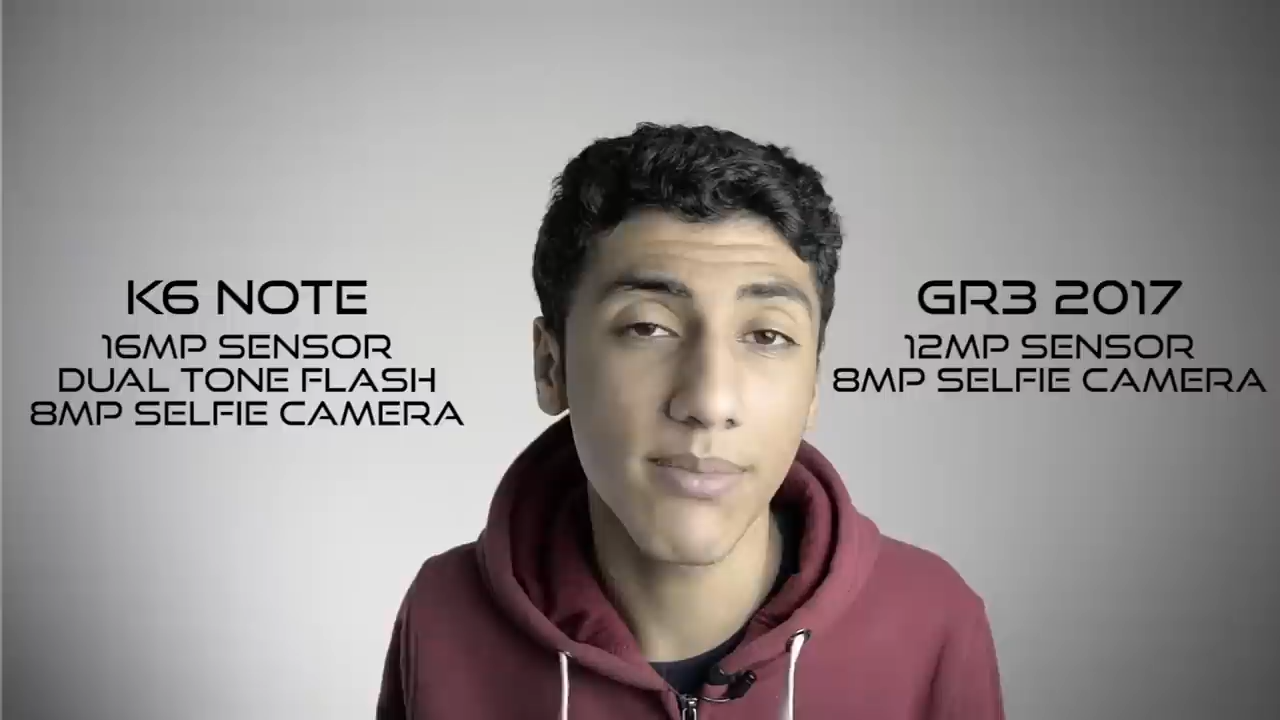 K6 NOTE
16MP SENSOR
DUAL TONE FLASH
8MP SELFIE CAMERA
GR3 2017
12MP SENSOR
8MP SELFIE CAMERA